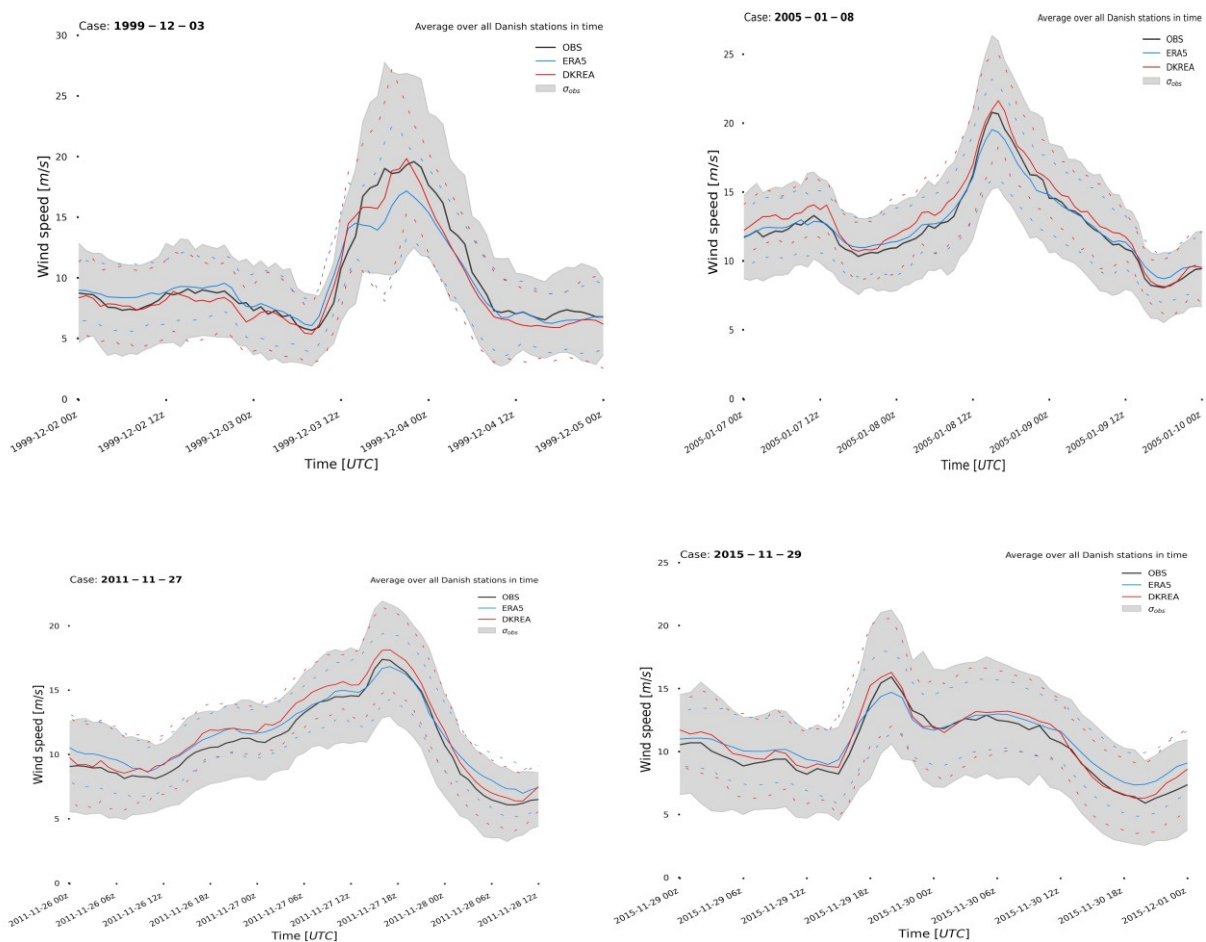 Case: 1999 − 12 − 03
Average over all Danish stations in time
OBS
ERA5
DKREA
σobs
30
25
20
15
10
5
0
Wind speed [m/s]
1999-12-02 00z
1999-12-02 12z
1999-12-03 00z
1999-12-03 12z
1999-12-04 00z
1999-12-04 12z
1999-12-05 00z
Time [UTC]
Case: 2005 − 01 − 08
Average over all Danish stations in time
OBS
ERA5
DKREA
σobs
25
20
15
10
5
0
Wind speed [m/s]
2005-01-07 00z
2005-01-07 12z
2005-01-08 00z
2005-01-08 12z
2005-01-09 00z
2005-01-09 12z
2005-01-10 00z
Time [UTC]
Case: 2011 − 11 − 27
Average over all Danish stations in time
OBS
ERA5
DKREA
σobs
20
15
10
5
0
Wind speed [m/s]
2011-11-26 00z
2011-11-26 06z
2011-11-26 12z
2011-11-26 18z
2011-11-27 00z
2011-11-27 06z
2011-11-27 12z
2011-11-27 18z
2011-11-28 00z
2011-11-28 06z
2011-11-28 12z
Time [UTC]
Case: 2015 − 11 − 29
Average over all Danish stations in time
OBS
ERA5
DKREA
σobs
25
20
15
10
5
0
Wind speed [m/s]
2015-11-29 00z
2015-11-29 06z
2015-11-29 12z
2015-11-29 18z
2015-11-30 00z
2015-11-30 06z
2015-11-30 12z
2015-11-30 18z
2015-12-01 00z
Time [UTC]